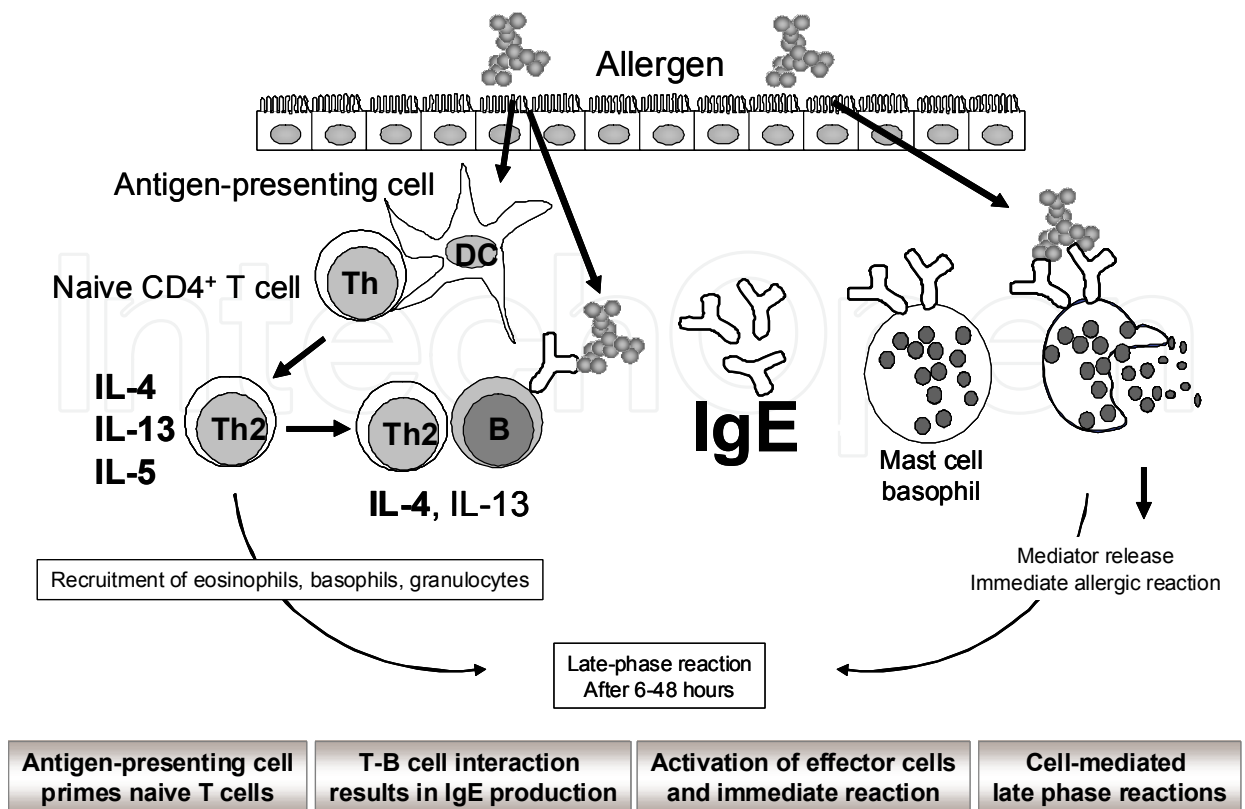 Allergen
Antigen-presenting cell
DC
Th
Naive CD4⁺ T cell
IL-4
IL-13
IL-5
Th2
Th2
B
IL-4, IL-13
IgE
Mast cell
basophil
Mediator release
Immediate allergic reaction
Recruitment of eosinophils, basophils, granulocytes
Late-phase reaction
After 6-48 hours
Antigen-presenting cell
primes naive T cells
T-B cell interaction
results in IgE production
Activation of effector cells
and immediate reaction
Cell-mediated
late phase reactions
IntechOpen